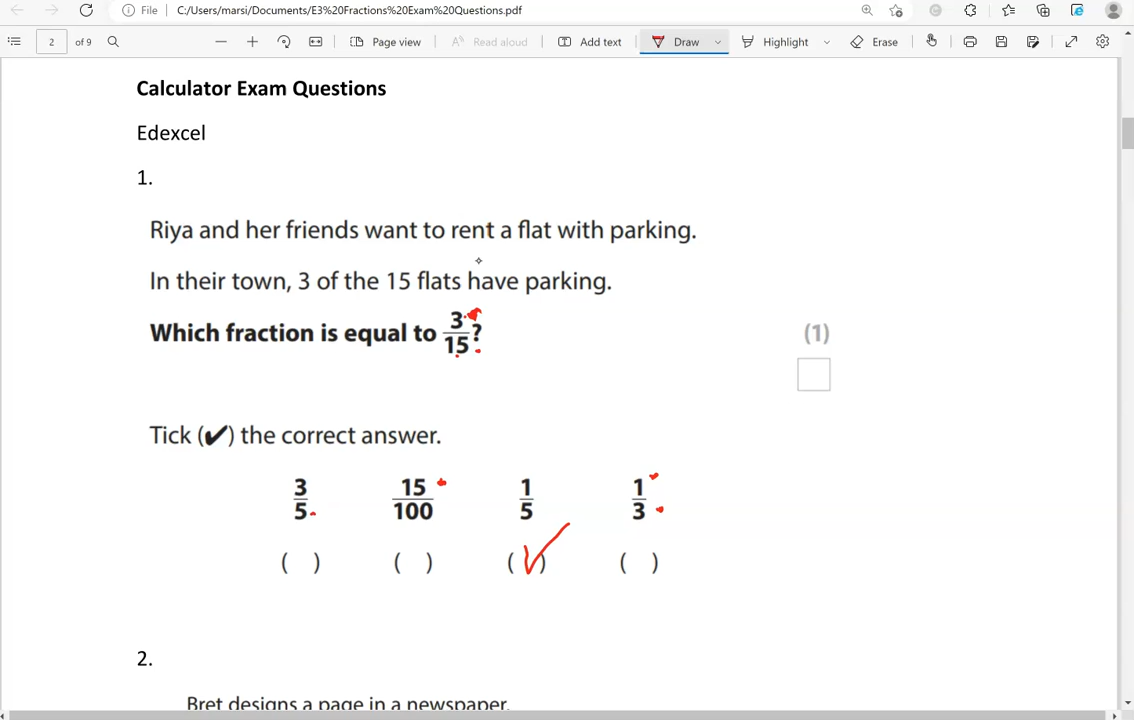 File
C:/Users/marsi/Documents/E3%20Fractions%20Exam%20Questions.pdf
2 of 9
Page view
Read aloud
Add text
Draw
Highlight
Erase
Calculator Exam Questions
Edexcel
1.
Riya and her friends want to rent a flat with parking.
In their town, 3 of the 15 flats have parking.
Which fraction is equal to 3/15?
(1)
Tick (✔) the correct answer.
3/5 15/100 1/5 1/3
( ) ( ) (✓) ( )
2.
Bret designs a page in a newspaper.